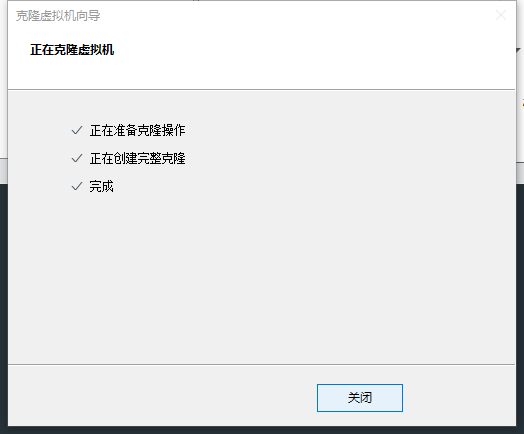 克隆虚拟机向导
正在克隆虚拟机
正在准备克隆操作
正在创建完整克隆
完成
关闭